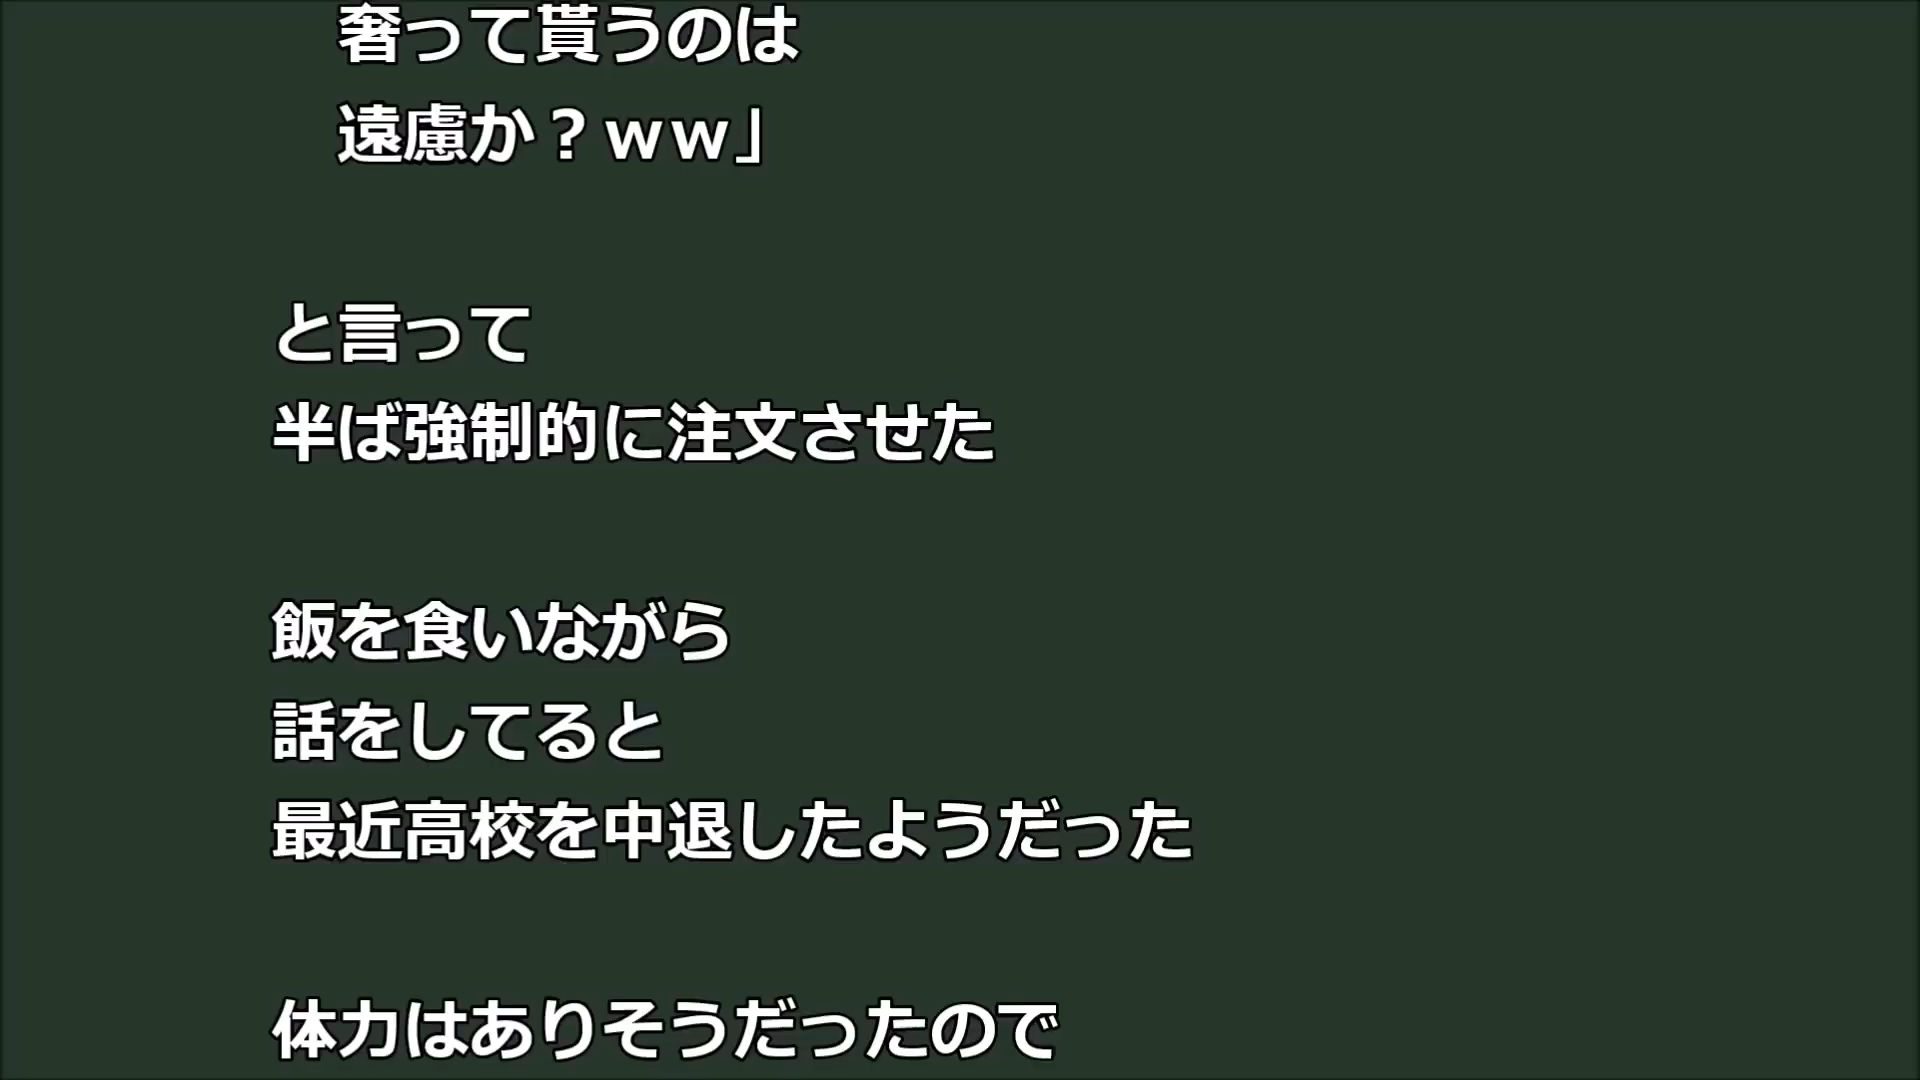 奢って貰うのは
遠慮か？ｗｗ」
と言って
半ば強制的に注文させた
飯を食いながら
話をしてると
最近高校を中退したようだった
体力はありそうだったので